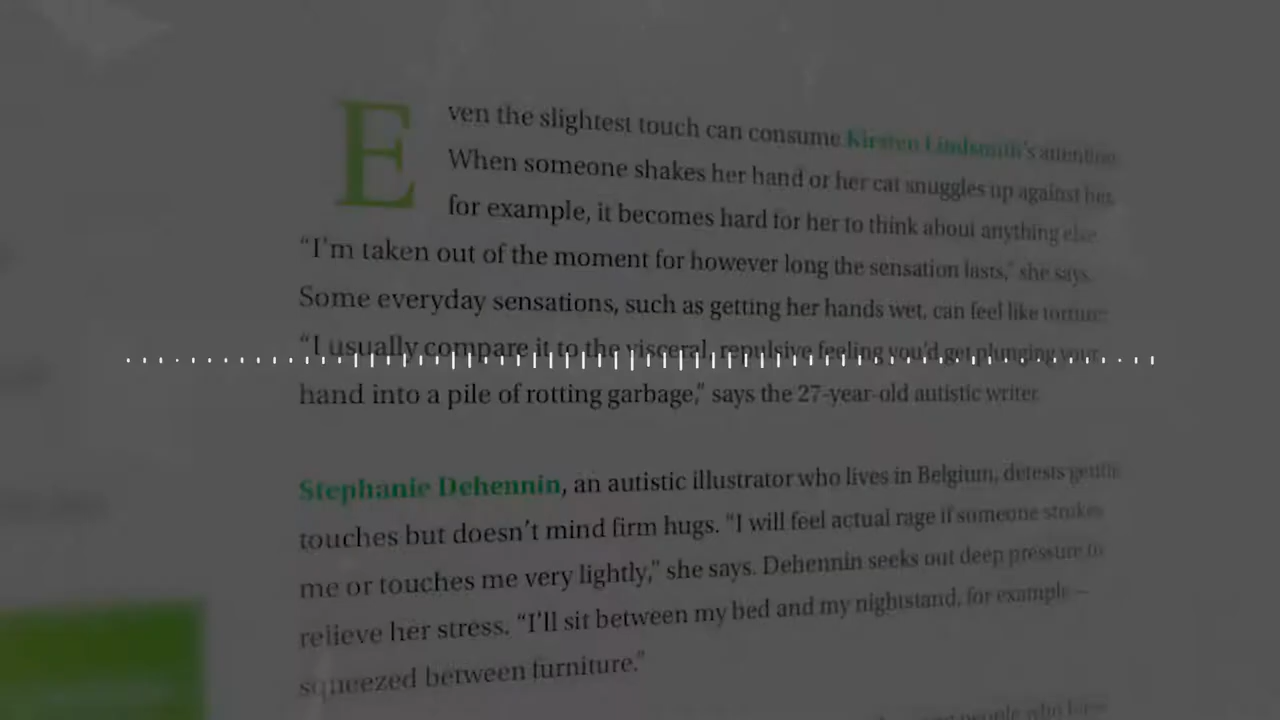 Even the slightest touch can consume Kirsten Lindsmith's attention.
When someone shakes her hand or her cat snuggles up against her,
for example, it becomes hard for her to think about anything else.
“I'm taken out of the moment for however long the sensation lasts,” she says.
Some everyday sensations, such as getting her hands wet, can feel like torture:
“I usually compare it to the visceral, repulsive feeling you'd get plunging your
hand into a pile of rotting garbage,” says the 27-year-old autistic writer.
Stephanie Dehennin, an autistic illustrator who lives in Belgium, detests gentle
touches but doesn't mind firm hugs. “I will feel actual rage if someone strokes
me or touches me very lightly,” she says. Dehennin seeks out deep pressure to
relieve her stress. “I'll sit between my bed and my nightstand, for example —
squeezed between furniture.”
people who have